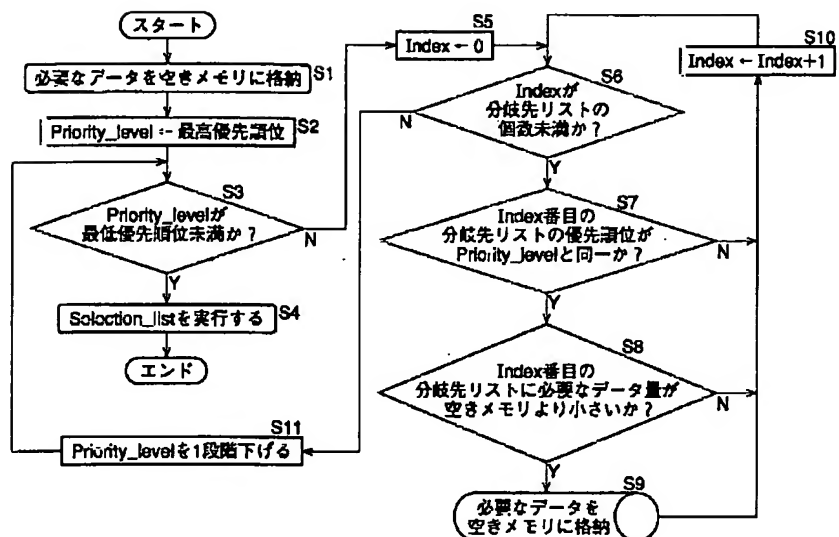 スタート
必要なデータを空きメモリに格納
S1
Priority_level ← 最高優先順位
S2
S3
Priority_levelが
最低優先順位未満か？
N
Y
Selection_listを実行する
S4
エンド
S5
Index ← 0
S6
Indexが
分岐先リストの
個数未満か？
N
Y
S7
Index番目の
分岐先リストの優先順位が
Priority_levelと同一か？
N
Y
S8
Index番目の
分岐先リストに必要なデータ量が
空きメモリより小さいか？
N
Y
S9
必要なデータを
空きメモリに格納
S10
Index ← Index+1
S11
Priority_levelを1段階下げる